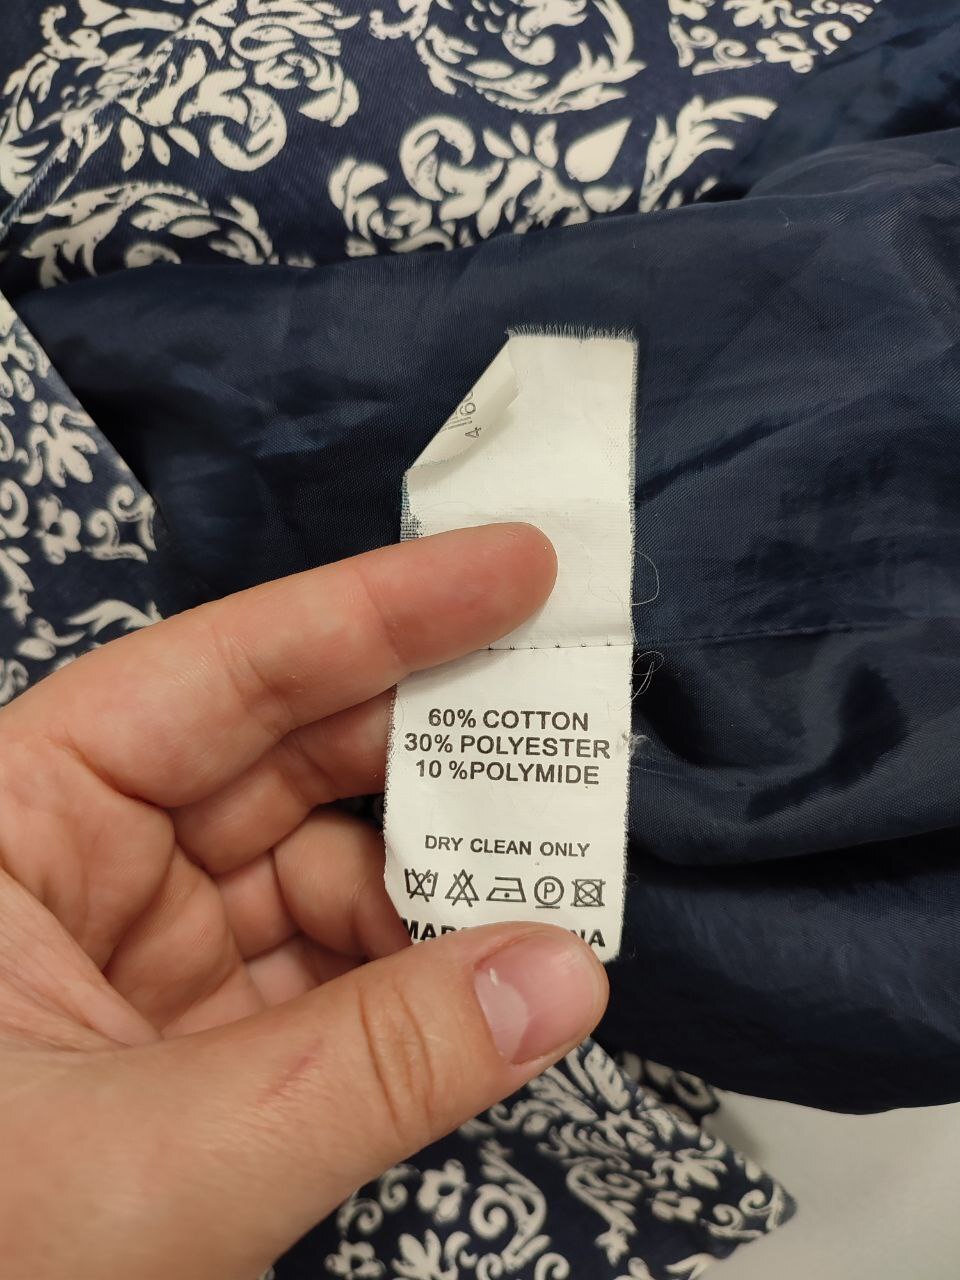 60% COTTON
30% POLYESTER
10 %POLYMIDE
DRY CLEAN ONLY
P